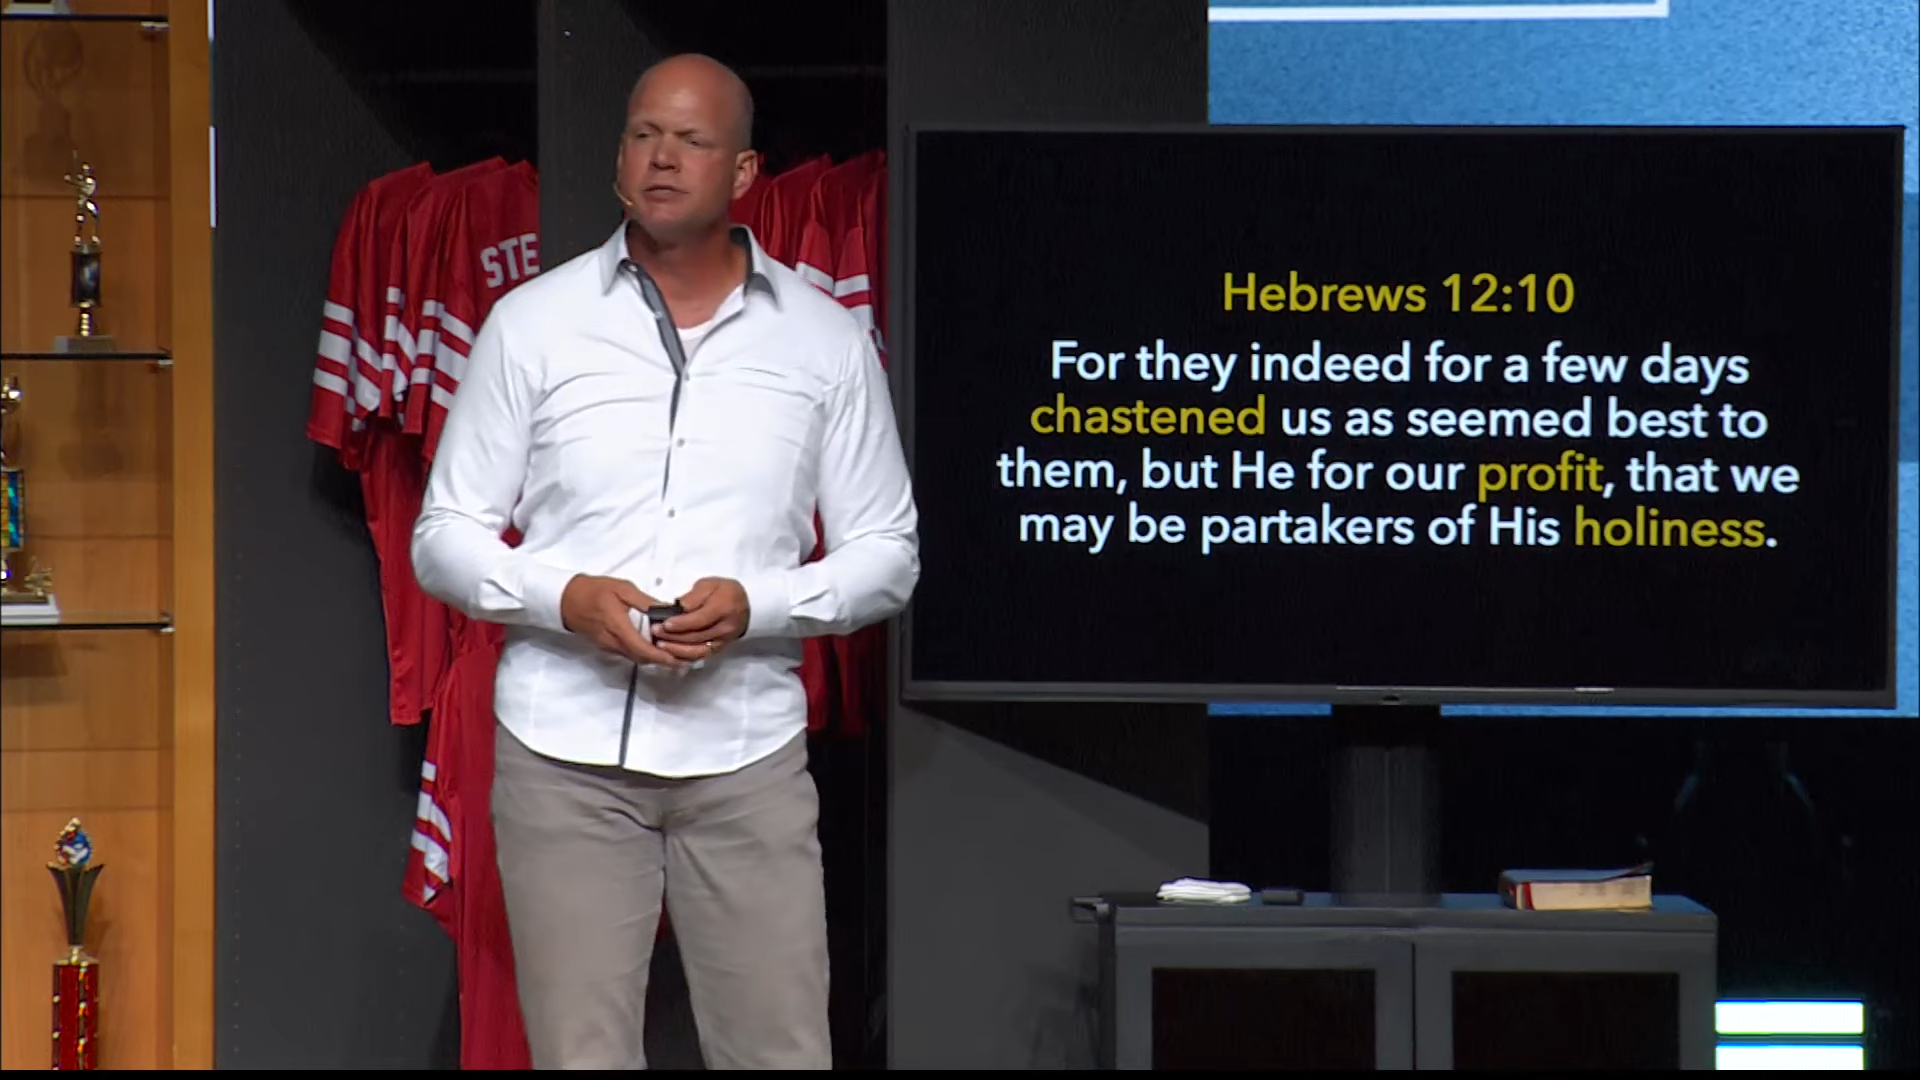 STE
Hebrews 12:10
For they indeed for a few days
chastened us as seemed best to
them, but He for our profit, that we
may be partakers of His holiness.